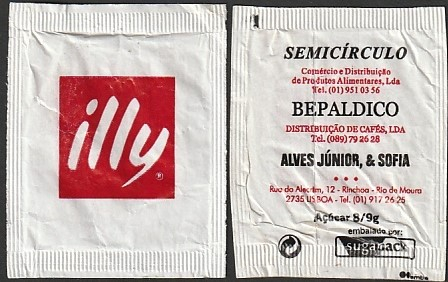 illy
®
SEMICÍRCULO
Comércio e Distribuição
de Produtos Alimentares, Lda
Tel. (01) 951 03 56
BEPALDICO
DISTRIBUIÇÃO DE CAFÉS, LDA
Tel. (089) 79 26 28
ALVES JÚNIOR, & SOFIA
Rua do Alecrim, 12 - Rinchoa - Rio de Mouro
2735 LISBOA - Tel. (01) 917 26 25
Açúcar 8/9g
embalado por:
sugapack